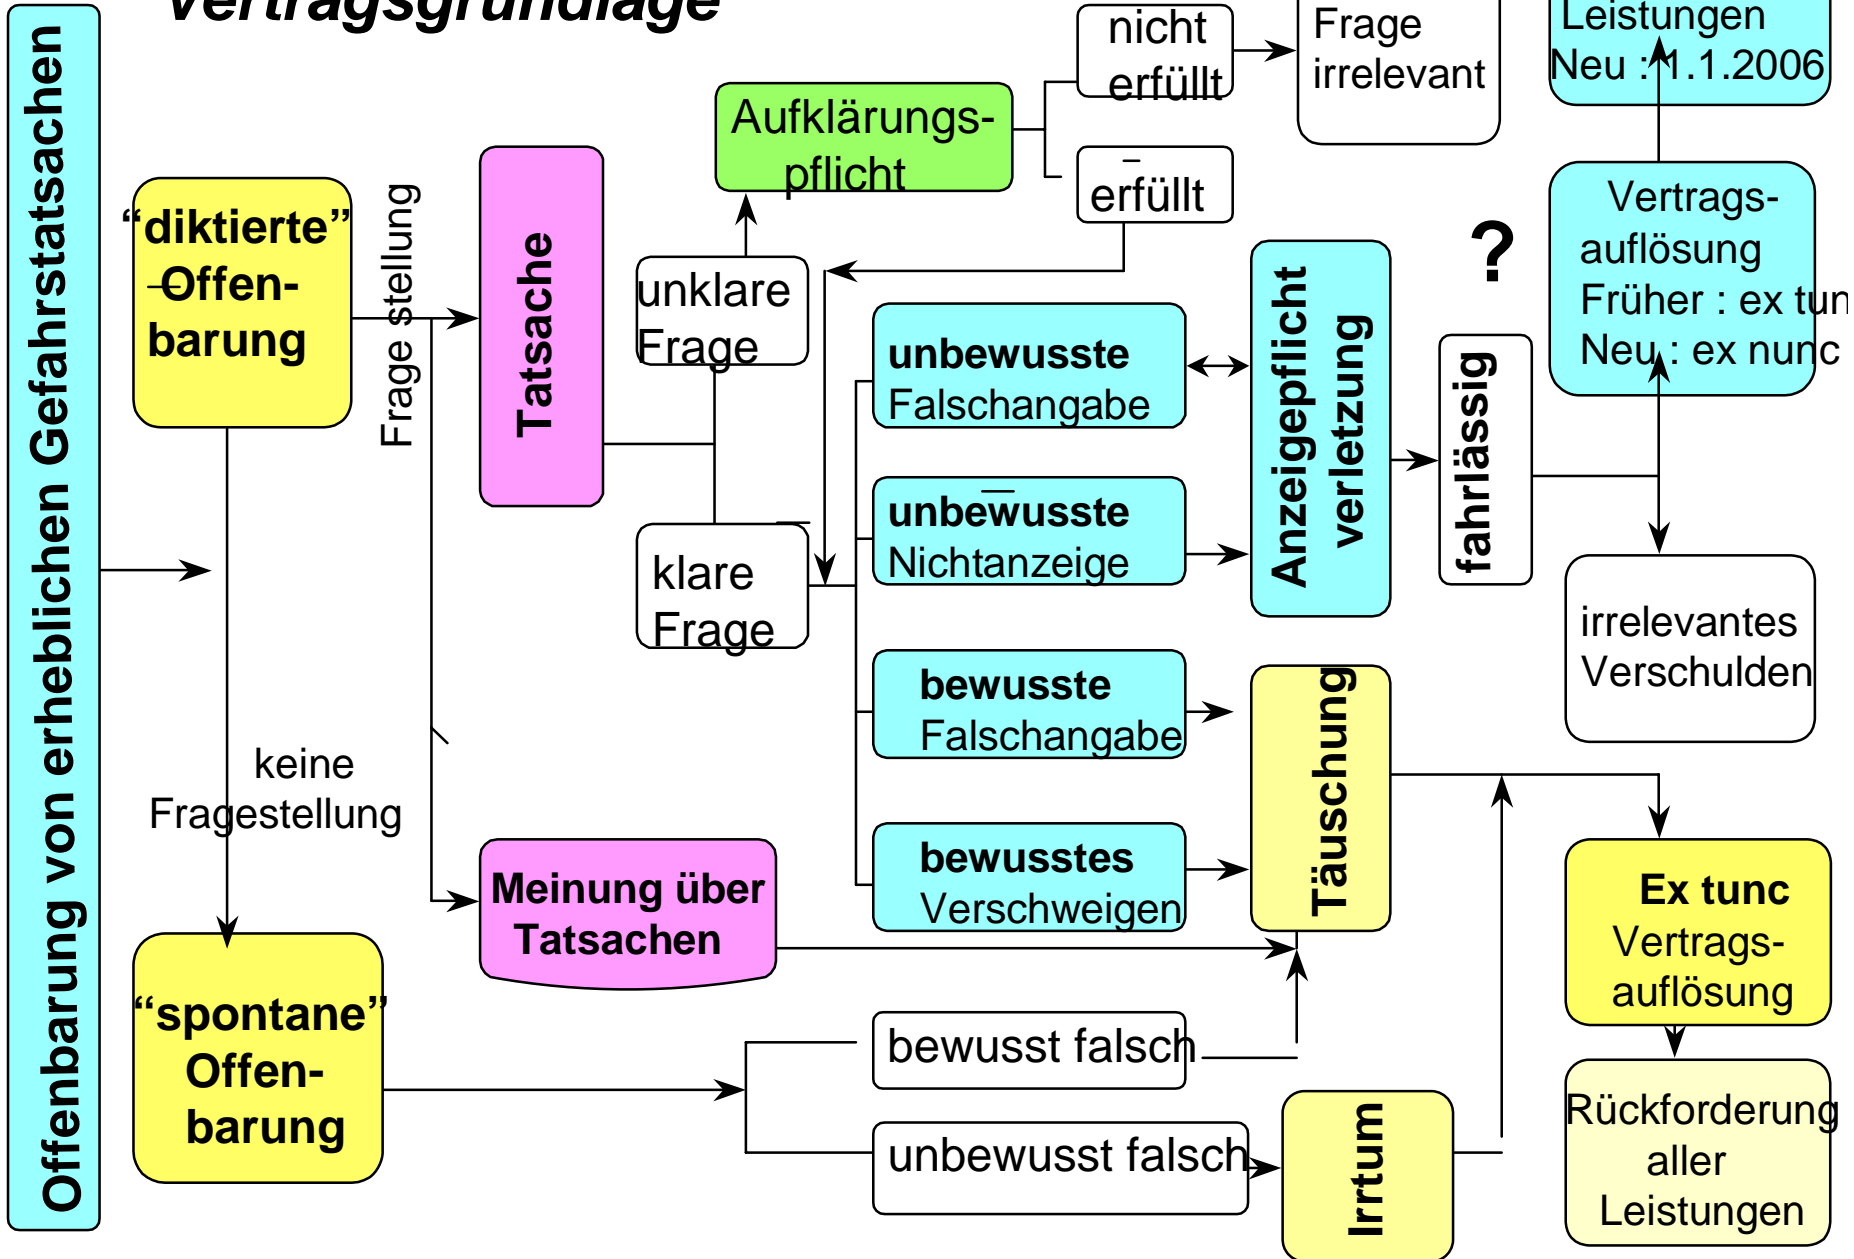 Vertragsgrundlage
Offenbarung von erheblichen Gefahrstatsachen
“diktierte”
Offen-
barung
Frage stellung
keine
Fragestellung
“spontane”
Offen-
barung
Tatsache
Meinung über
Tatsachen
Aufklärungs-
pflicht
unklare
Frage
klare
Frage
nicht
erfüllt
erfüllt
Frage
irrelevant
unbewusste
Falschangabe
unbewusste
Nichtanzeige
bewusste
Falschangabe
bewusstes
Verschweigen
bewusst falsch
unbewusst falsch
Anzeigepflicht
verletzung
Täuschung
Irrtum
?
fahrlässig
Leistungen
Neu : 1.1.2006
Vertrags-
auflösung
Früher : ex tun
Neu : ex nunc
irrelevantes
Verschulden
Ex tunc
Vertrags-
auflösung
Rückforderung
aller
Leistungen